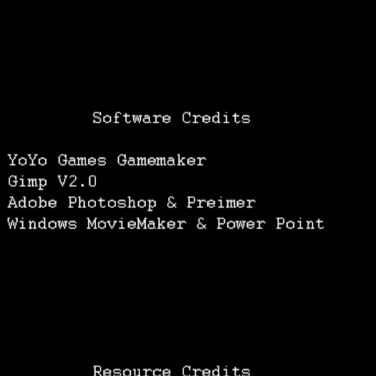 Software Credits
YoYo Games Gamemaker
Gimp V2.0
Adobe Photoshop & Preimer
Windows MovieMaker & Power Point
Resource Credits